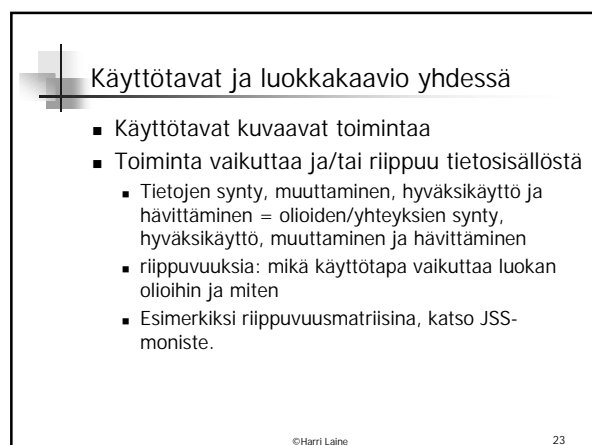 Käyttötavat ja luokkakaavio yhdessä
Käyttötavat kuvaavat toimintaa
Toiminta vaikuttaa ja/tai riippuu tietosisällöstä
Tietojen synty, muuttaminen, hyväksikäyttö ja
hävittäminen = olioiden/yhteyksien synty,
hyväksikäyttö, muuttaminen ja hävittäminen
riippuvuuksia: mikä käyttötapa vaikuttaa luokan
olioihin ja miten
Esimerkiksi riippuvuusmatriisina, katso JSS-
moniste.
©Harri Laine
23